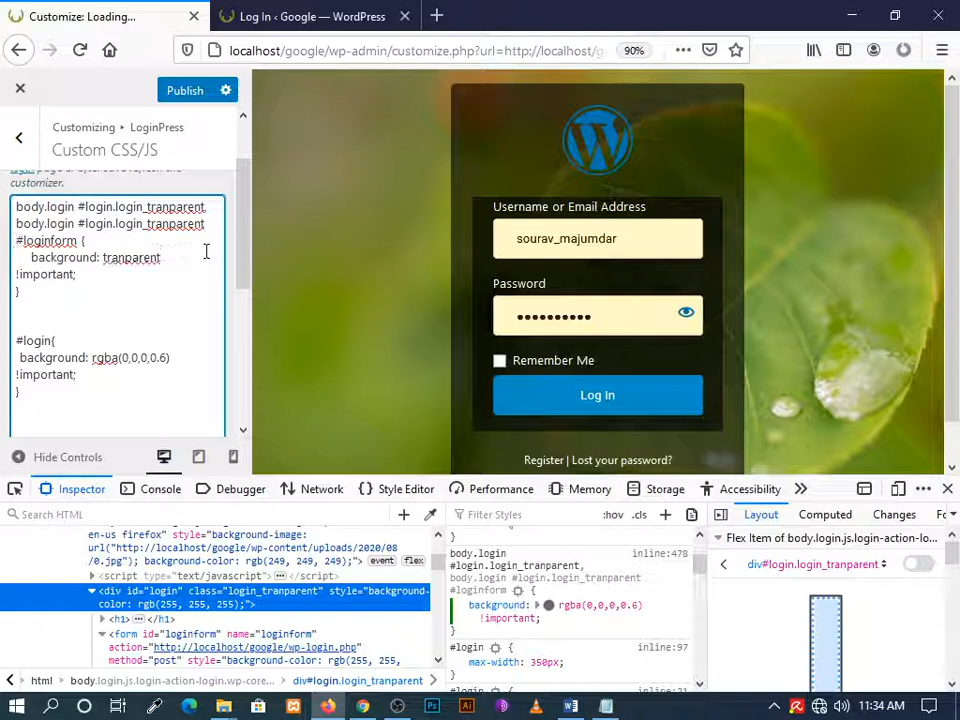 Customize: Loading...
Log In ‹ Google — WordPress
localhost/google/wp-admin/customize.php?url=http://localhost/g
90%
Publish
Customizing LoginPress
Custom CSS/JS
customizer.
body.login #login.login_tranparent,
body.login #login.login_tranparent
#loginform {
background: tranparent
!important;
}
#login{
background: rgba(0,0,0,0.6)
!important;
}
Hide Controls
Username or Email Address
sourav_majumdar
Password
Remember Me
Log In
Register | Lost your password?
Inspector
Console
Debugger
Network
Style Editor
Performance
Memory
Storage
Accessibility
Search HTML
en-us firefox" style="background-image:
url("http://localhost/google/wp-content/uploads/2020/08
/0.jpg"); background-color: rgb(249, 249, 249);"> event flex
<script type="text/javascript"> </script>
<div id="login" class="login_tranparent" style="background-
color: rgb(255, 255, 255);">
<h1> </h1>
<form id="loginform" name="loginform"
action="http://localhost/google/wp-login.php"
method="post" style="background-color: rgb(255, 255,
html
body.login.js.login-action-login.wp-core...
div#login.login_tranparent
Filter Styles
:hov .cls
}
body.login inline:478
#login.login_tranparent,
body.login #login.login_tranparent
#loginform {
background: rgba(0,0,0,0.6)
!important;
}
#login { inline:97
max-width: 350px;
Layout Computed Changes Fo
Flex Item of body.login.js.login-action-lo...
div#login.login_tranparent
11:34 AM